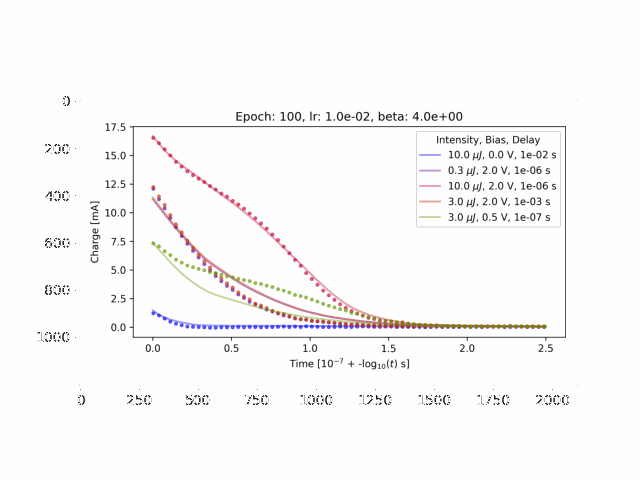 Epoch: 100, lr: 1.0e-02, beta: 4.0e+00
Charge [mA]
17.5
15.0
12.5
10.0
7.5
5.0
2.5
0.0
Intensity, Bias, Delay
10.0 μJ, 0.0 V, 1e-02 s
0.3 μJ, 2.0 V, 1e-06 s
10.0 μJ, 2.0 V, 1e-06 s
3.0 μJ, 2.0 V, 1e-03 s
3.0 μJ, 0.5 V, 1e-07 s
0.0 0.5 1.0 1.5 2.0 2.5
Time [10⁻⁷ + -log₁₀(t) s]
0
200
400
600
800
1000
0 250 500 750 1000 1250 1500 1750 2000